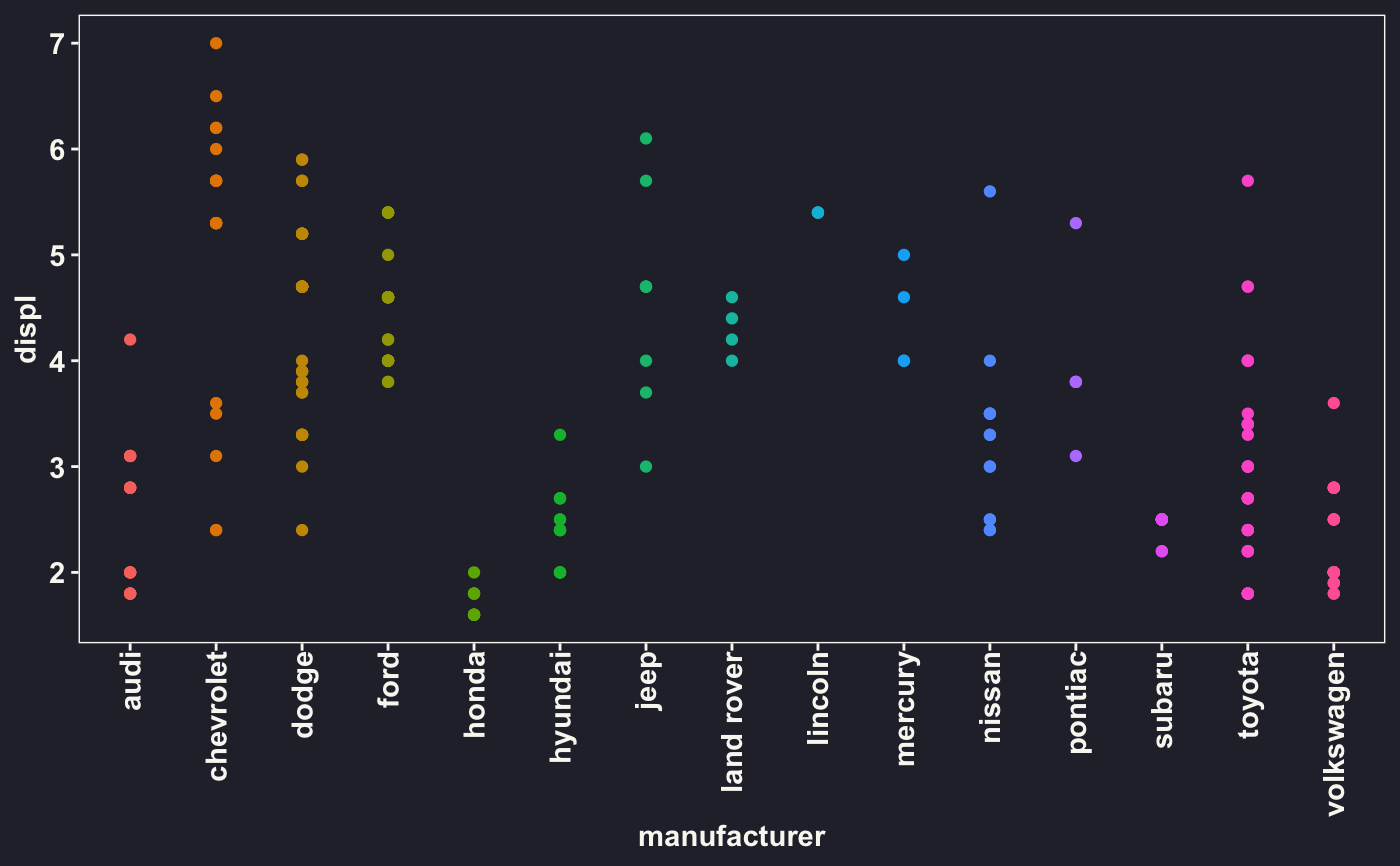 7
6
5
4
3
2
displ
audi
chevrolet
dodge
ford
honda
hyundai
jeep
land rover
lincoln
mercury
nissan
pontiac
subaru
toyota
volkswagen
manufacturer